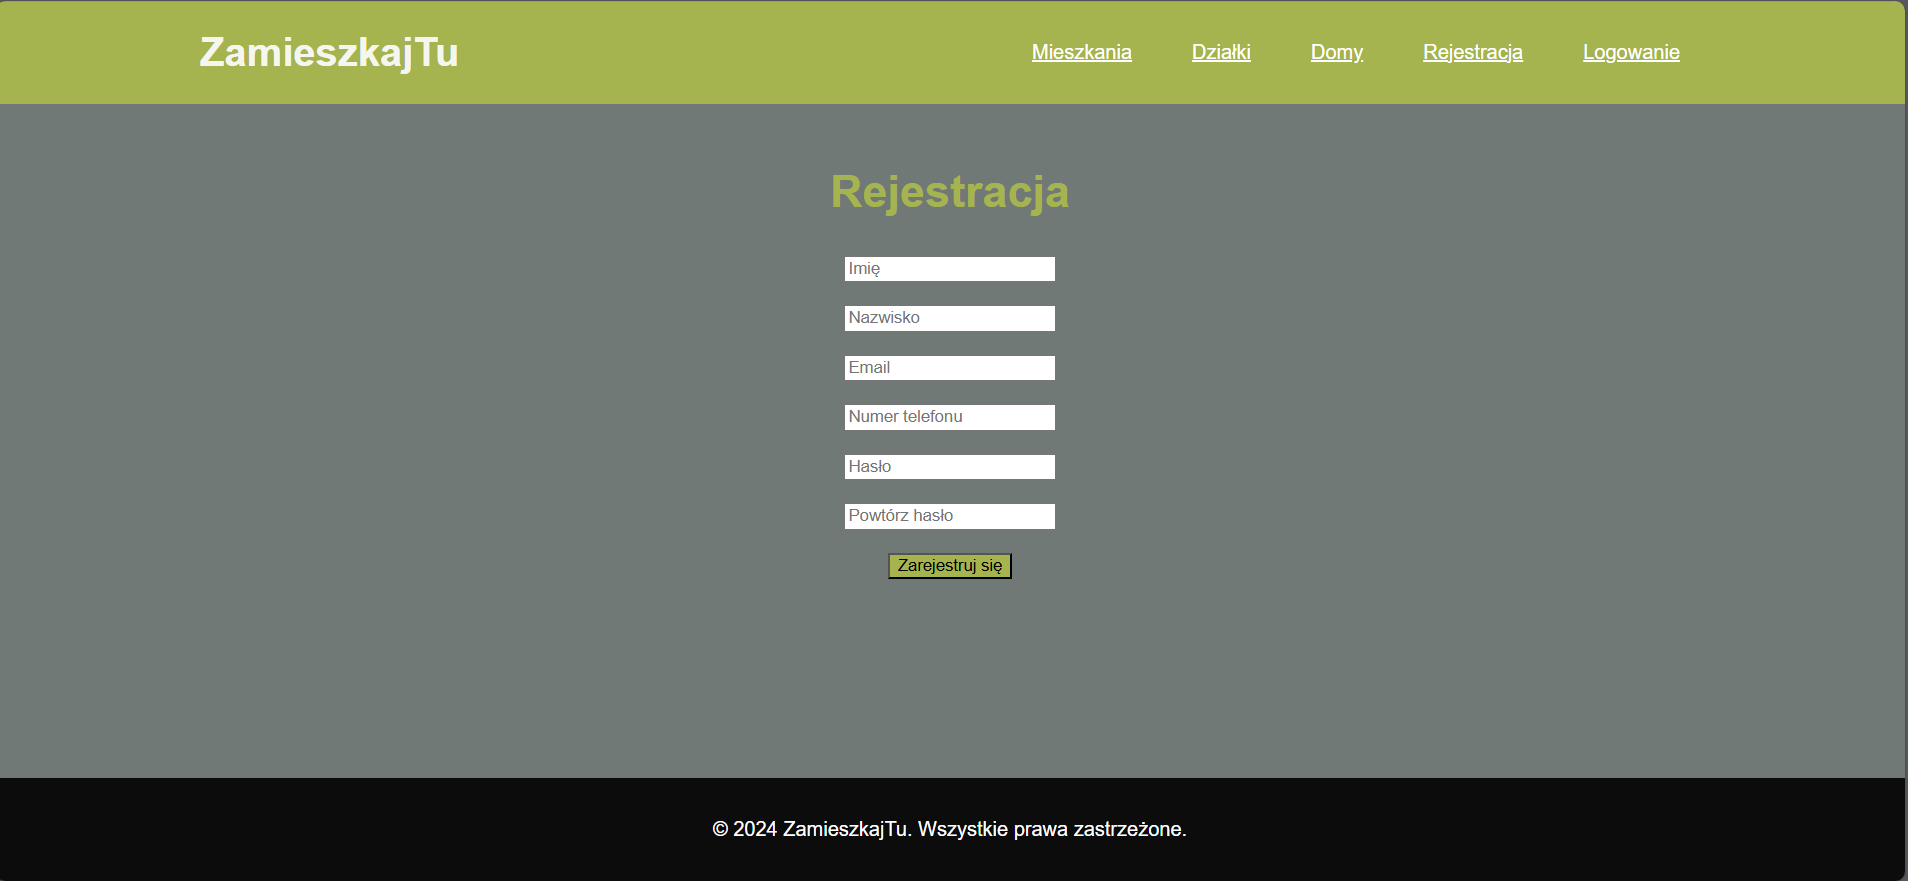 ZamieszkajTu
Mieszkania Działki Domy Rejestracja Logowanie
Rejestracja
Imię
Nazwisko
Email
Numer telefonu
Hasło
Powtórz hasło
Zarejestruj się
© 2024 ZamieszkajTu. Wszystkie prawa zastrzeżone.